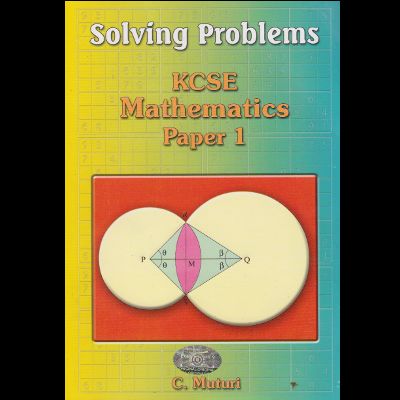 Solving Problems
KCSE
Mathematics
Paper 1
θ
β
P
M
Q
θ
β
C. Muturi